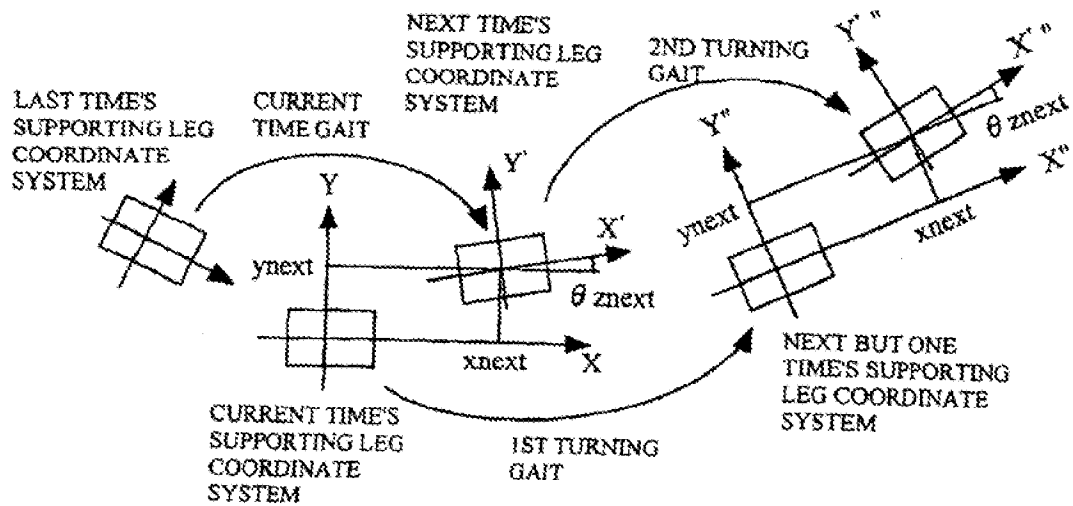 LAST TIME'S
SUPPORTING LEG
COORDINATE
SYSTEM
CURRENT
TIME GAIT
NEXT TIME'S
SUPPORTING LEG
COORDINATE
SYSTEM
2ND TURNING
GAIT
Y' "
X' "
θ znext
Y"
X"
ynext
xnext
Y
Y'
X'
ynext
θ znext
xnext
X
CURRENT TIME'S
SUPPORTING LEG
COORDINATE
SYSTEM
1ST TURNING
GAIT
NEXT BUT ONE
TIME'S SUPPORTING
LEG COORDINATE
SYSTEM